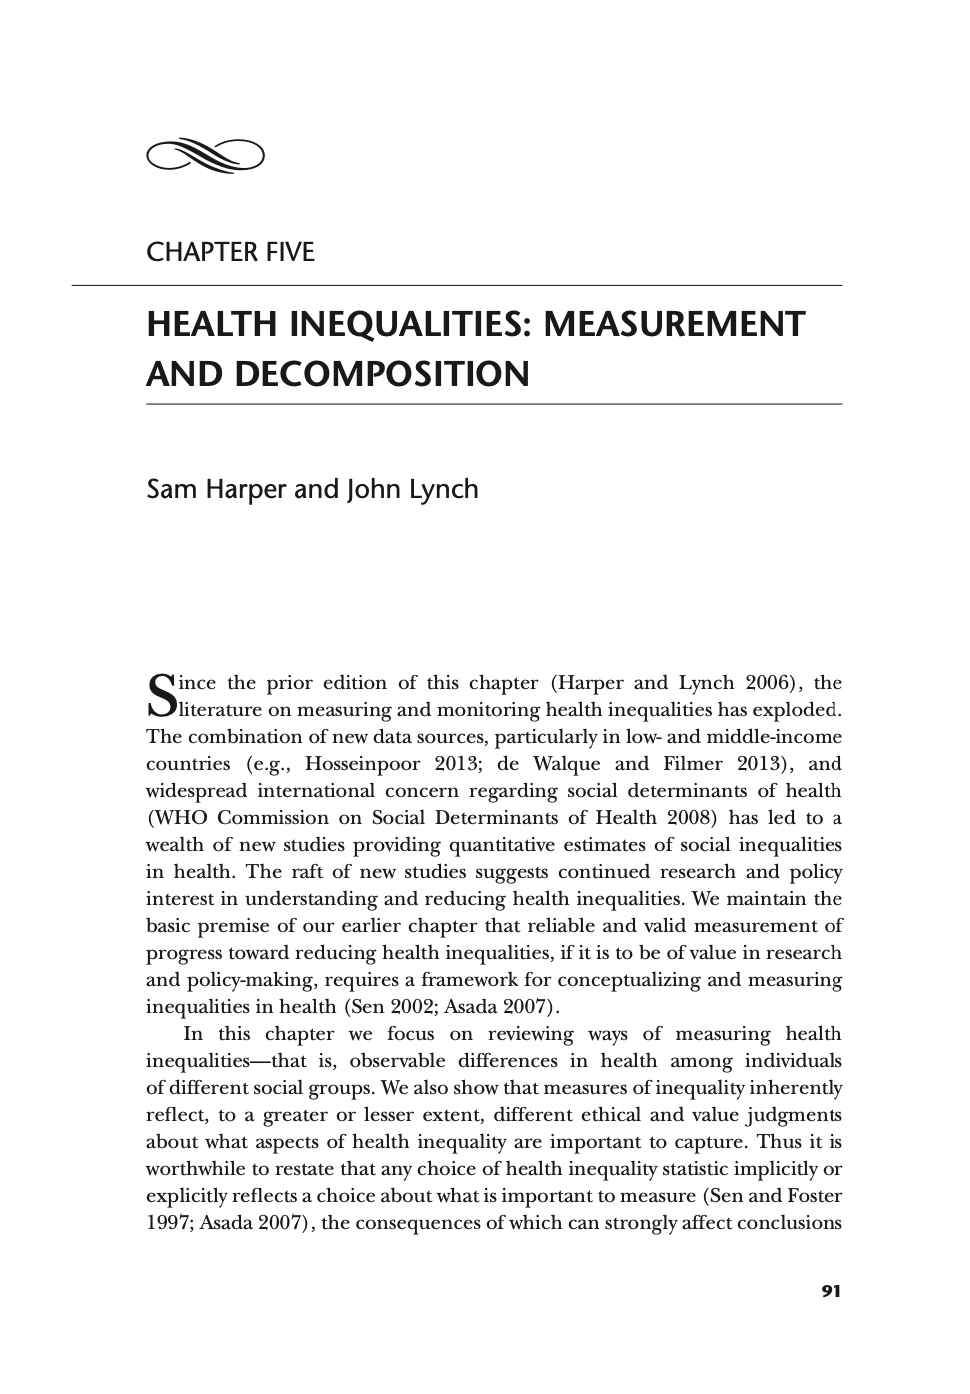 CHAPTER FIVE
HEALTH INEQUALITIES: MEASUREMENT
AND DECOMPOSITION
Sam Harper and John Lynch
Since the prior edition of this chapter (Harper and Lynch 2006), the
literature on measuring and monitoring health inequalities has exploded.
The combination of new data sources, particularly in low- and middle-income
countries (e.g., Hosseinpoor 2013; de Walque and Filmer 2013), and
widespread international concern regarding social determinants of health
(WHO Commission on Social Determinants of Health 2008) has led to a
wealth of new studies providing quantitative estimates of social inequalities
in health. The raft of new studies suggests continued research and policy
interest in understanding and reducing health inequalities. We maintain the
basic premise of our earlier chapter that reliable and valid measurement of
progress toward reducing health inequalities, if it is to be of value in research
and policy-making, requires a framework for conceptualizing and measuring
inequalities in health (Sen 2002; Asada 2007).
In this chapter we focus on reviewing ways of measuring health
inequalities—that is, observable differences in health among individuals
of different social groups. We also show that measures of inequality inherently
reflect, to a greater or lesser extent, different ethical and value judgments
about what aspects of health inequality are important to capture. Thus it is
worthwhile to restate that any choice of health inequality statistic implicitly or
explicitly reflects a choice about what is important to measure (Sen and Foster
1997; Asada 2007), the consequences of which can strongly affect conclusions
91